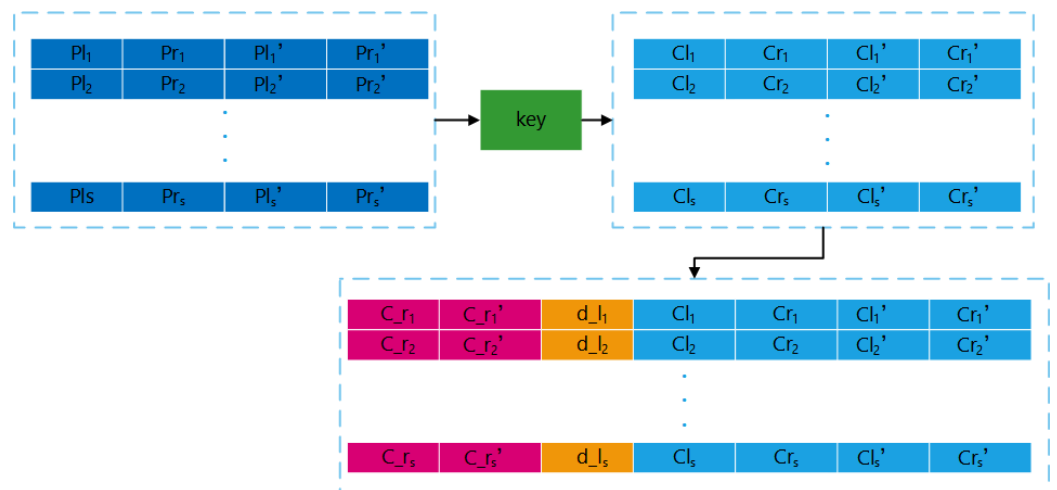 Pl₁ Pr₁ Pl₁’ Pr₁’
Pl₂ Pr₂ Pl₂’ Pr₂’
Pls Prₛ Plₛ’ Prₛ’
key
Cl₁ Cr₁ Cl₁’ Cr₁’
Cl₂ Cr₂ Cl₂’ Cr₂’
Clₛ Crₛ Clₛ’ Crₛ’
C_r₁ C_r₁’ d_l₁ Cl₁ Cr₁ Cl₁’ Cr₁’
C_r₂ C_r₂’ d_l₂ Cl₂ Cr₂ Cl₂’ Cr₂’
C_rₛ C_rₛ’ d_lₛ Clₛ Crₛ Clₛ’ Crₛ’